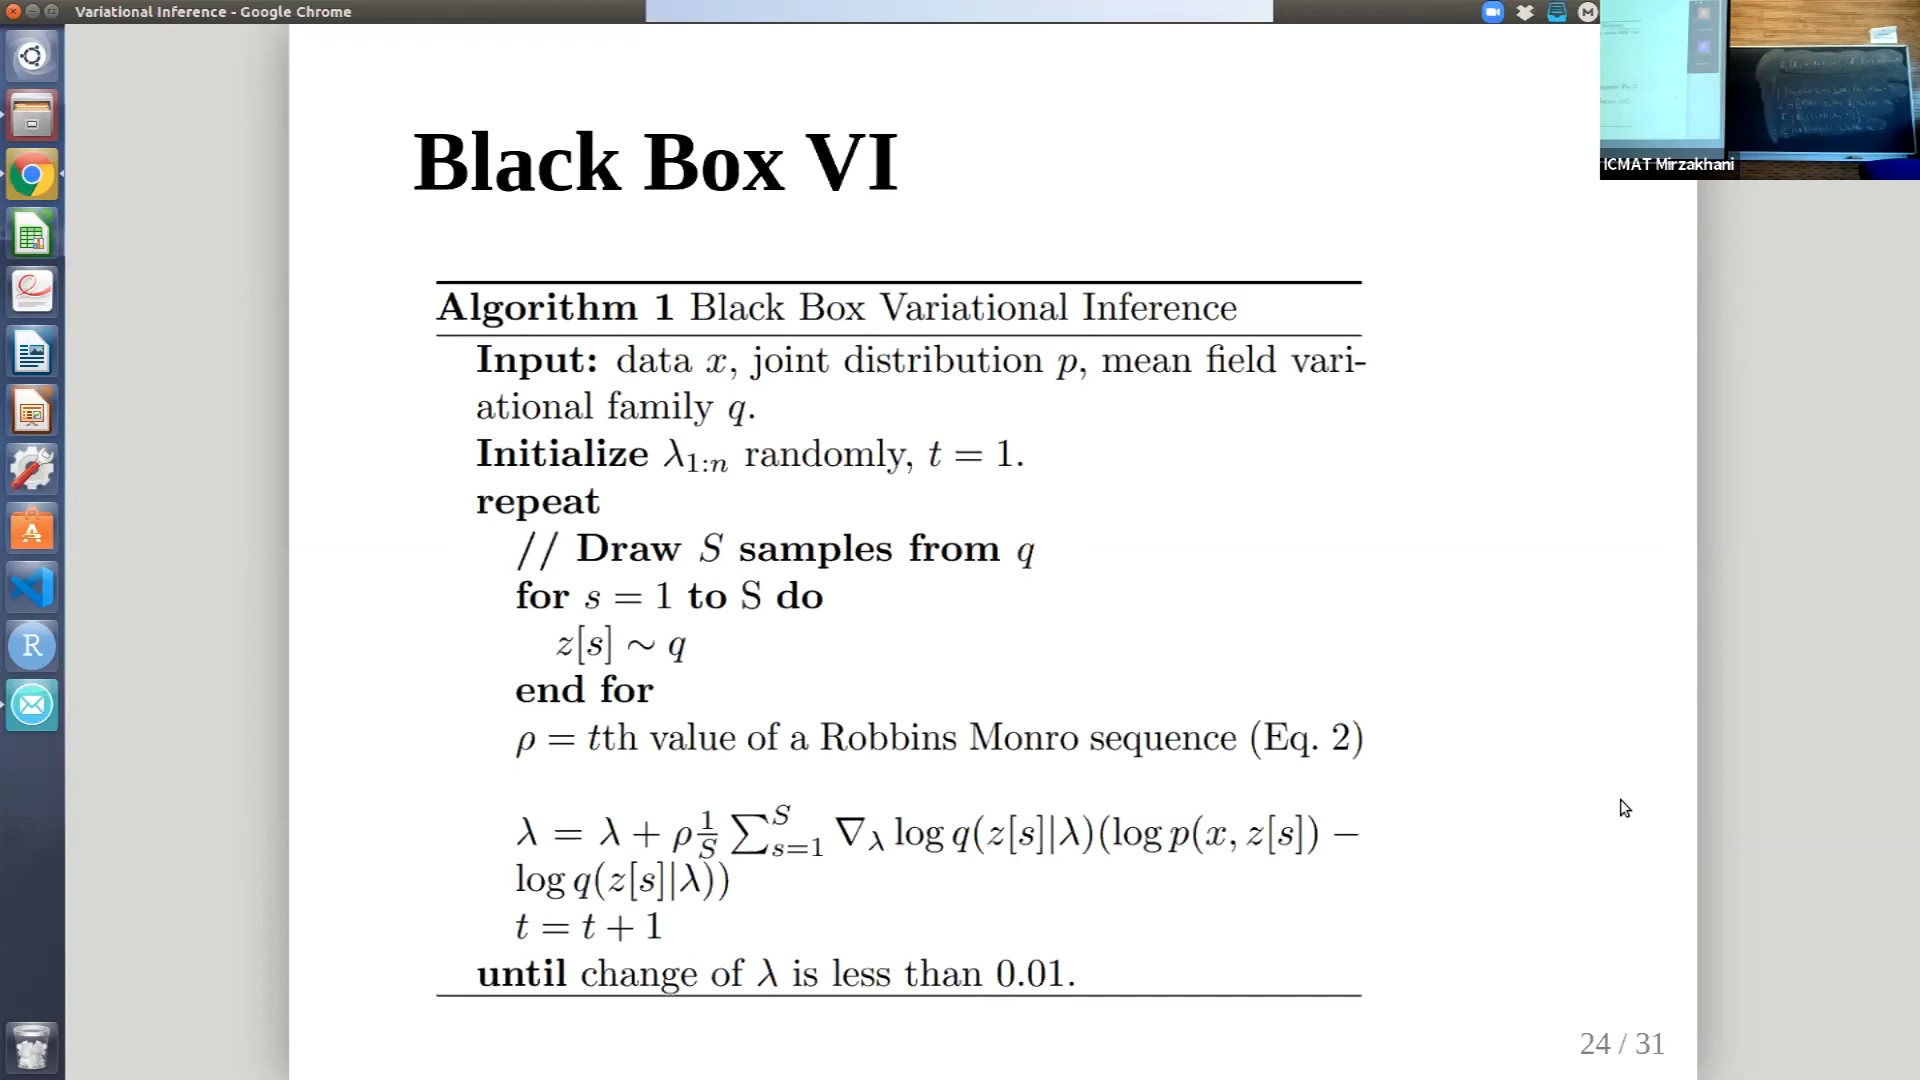 Variational Inference - Google Chrome
ICMAT Mirzakhani
Black Box VI
Algorithm 1 Black Box Variational Inference
Input: data x, joint distribution p, mean field vari-
ational family q.
Initialize λ₁:ₙ randomly, t = 1.
repeat
// Draw S samples from q
for s = 1 to S do
z[s] ∼ q
end for
ρ = tth value of a Robbins Monro sequence (Eq. 2)
λ = λ + ρ 1/S ∑_{s=1}^{S} ∇_λ log q(z[s]|λ)(log p(x, z[s]) −
log q(z[s]|λ))
t = t + 1
until change of λ is less than 0.01.
24 / 31